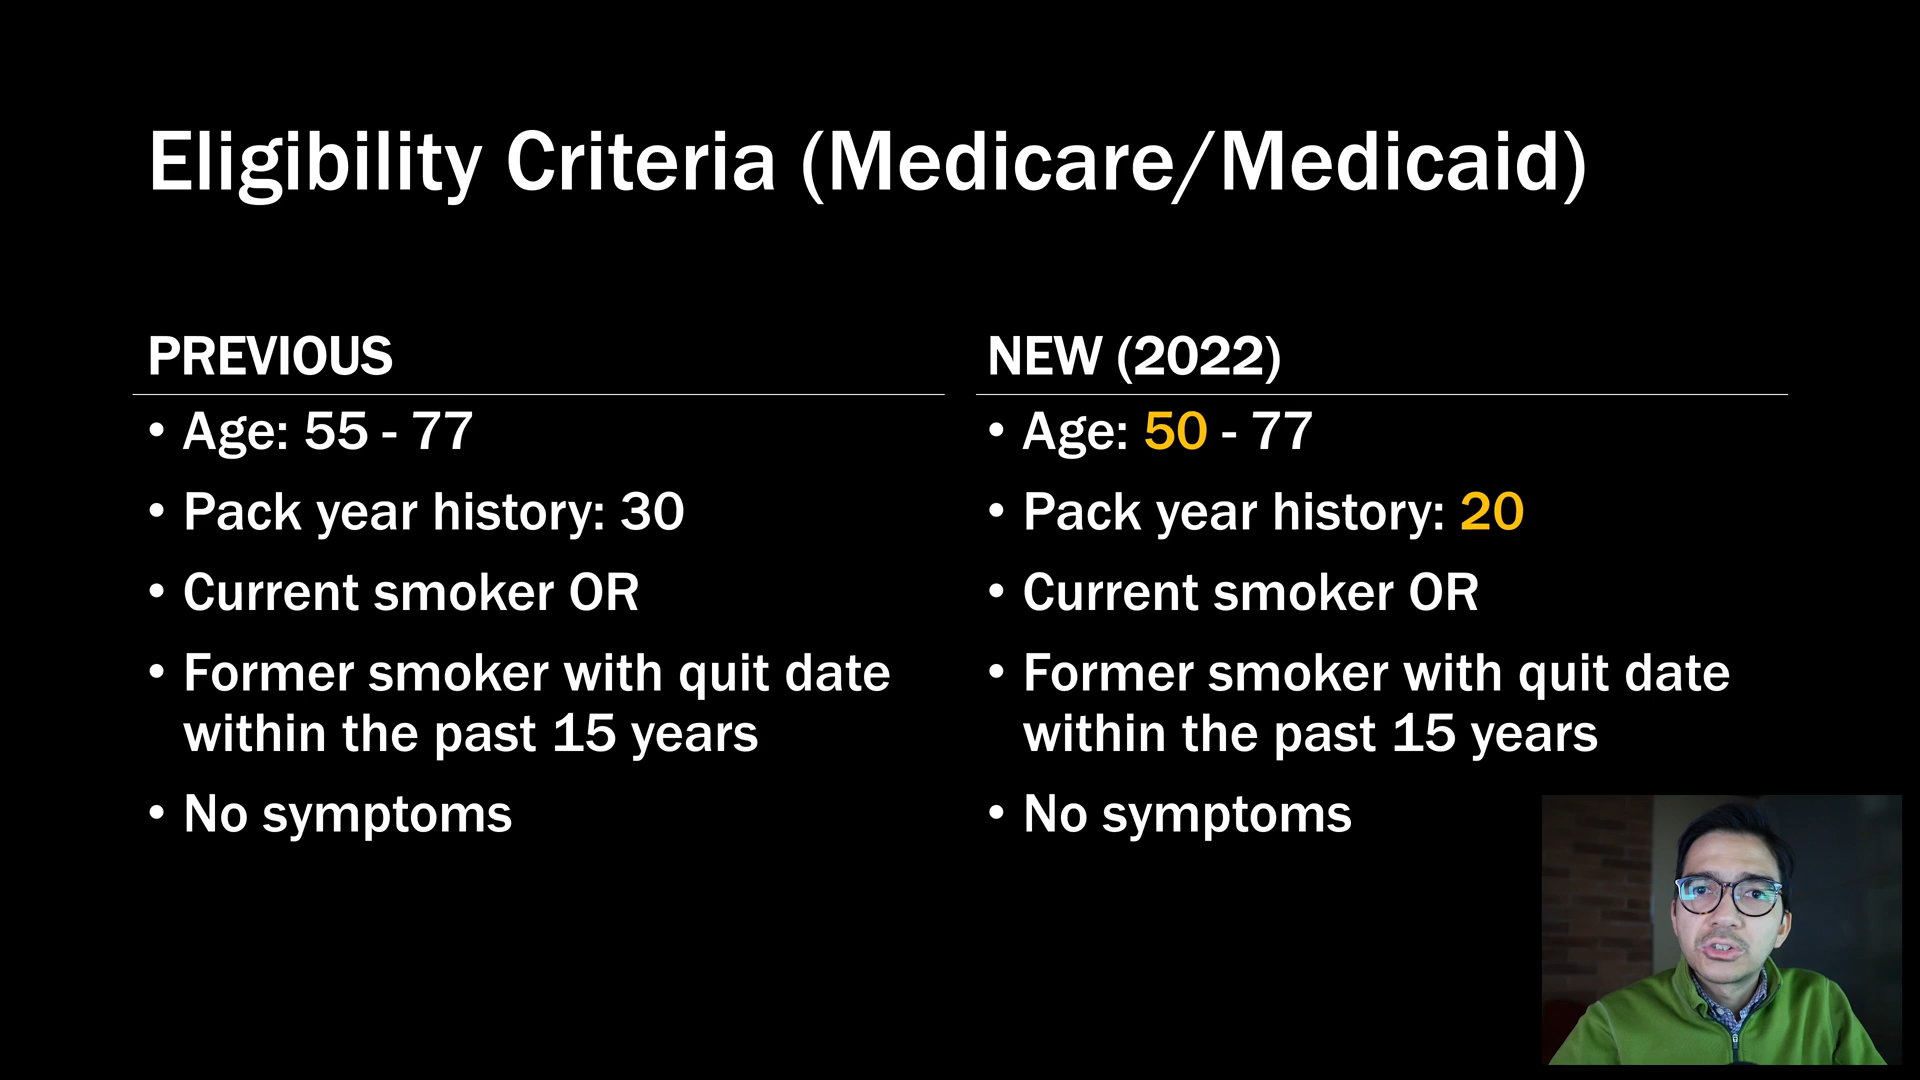 Eligibility Criteria (Medicare/Medicaid)
PREVIOUS
• Age: 55 - 77
• Pack year history: 30
• Current smoker OR
• Former smoker with quit date
within the past 15 years
• No symptoms
NEW (2022)
• Age: 50 - 77
• Pack year history: 20
• Current smoker OR
• Former smoker with quit date
within the past 15 years
• No symptoms